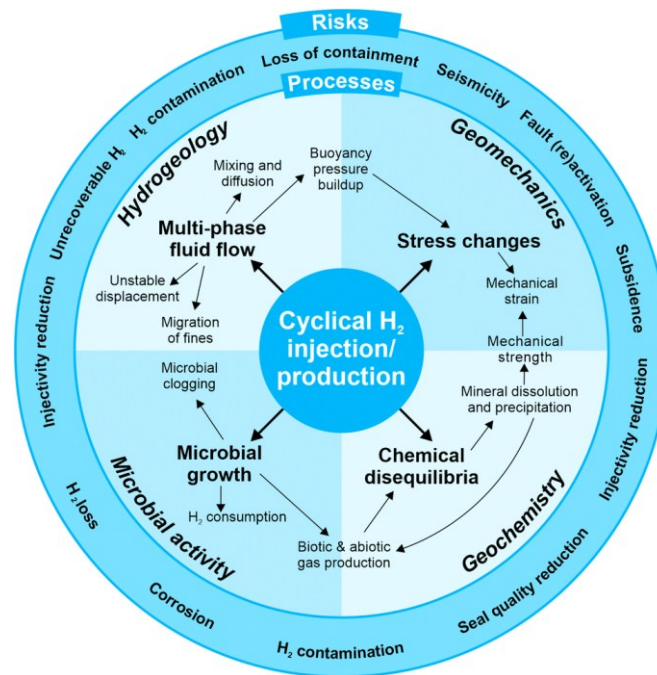 Risks
Loss of containment
Processes
Seismicity
Fault (re)activation
Subsidence
Injectivity reduction
Seal quality reduction
H₂ contamination
Corrosion
H₂ loss
Injectivity reduction
Unrecoverable H₂
H₂ contamination
Hydrogeology
Mixing and
diffusion
Buoyancy
pressure
buildup
Multi-phase
fluid flow
Unstable
displacement
Migration
of fines
Geomechanics
Stress changes
Mechanical
strain
Mechanical
strength
Cyclical H₂
injection/
production
Microbial
clogging
Microbial
growth
H₂ consumption
Microbial activity
Biotic & abiotic
gas production
Mineral dissolution
and precipitation
Chemical
disequilibria
Geochemistry